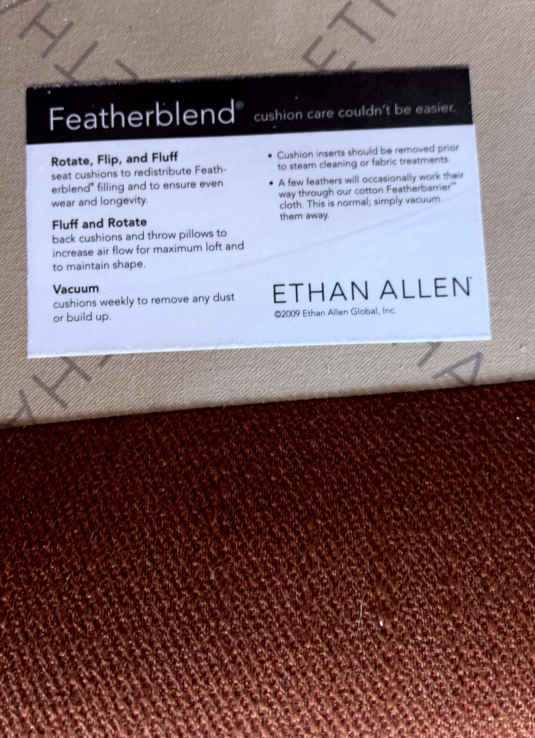 Featherblend® cushion care couldn't be easier.
Rotate, Flip, and Fluff
seat cushions to redistribute Feath-
erblend® filling and to ensure even
wear and longevity.
Fluff and Rotate
back cushions and throw pillows to
increase air flow for maximum loft and
to maintain shape.
Vacuum
cushions weekly to remove any dust
or build up.
• Cushion inserts should be removed prior
to steam cleaning or fabric treatments.
• A few feathers will occasionally work their
way through our cotton Featherbarrier™
cloth. This is normal; simply vacuum
them away.
ETHAN ALLEN®
©2009 Ethan Allen Global, Inc.